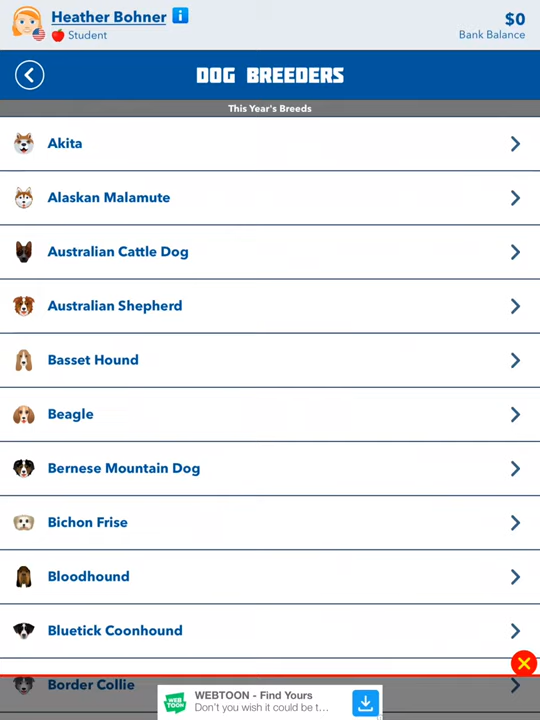 Heather Bohner
$0
Student
Bank Balance
DOG BREEDERS
This Year's Breeds
Akita
Alaskan Malamute
Australian Cattle Dog
Australian Shepherd
Basset Hound
Beagle
Bernese Mountain Dog
Bichon Frise
Bloodhound
Bluetick Coonhound
Border Collie
WEB TOON
WEBTOON - Find Yours
Don't you wish it could be t...